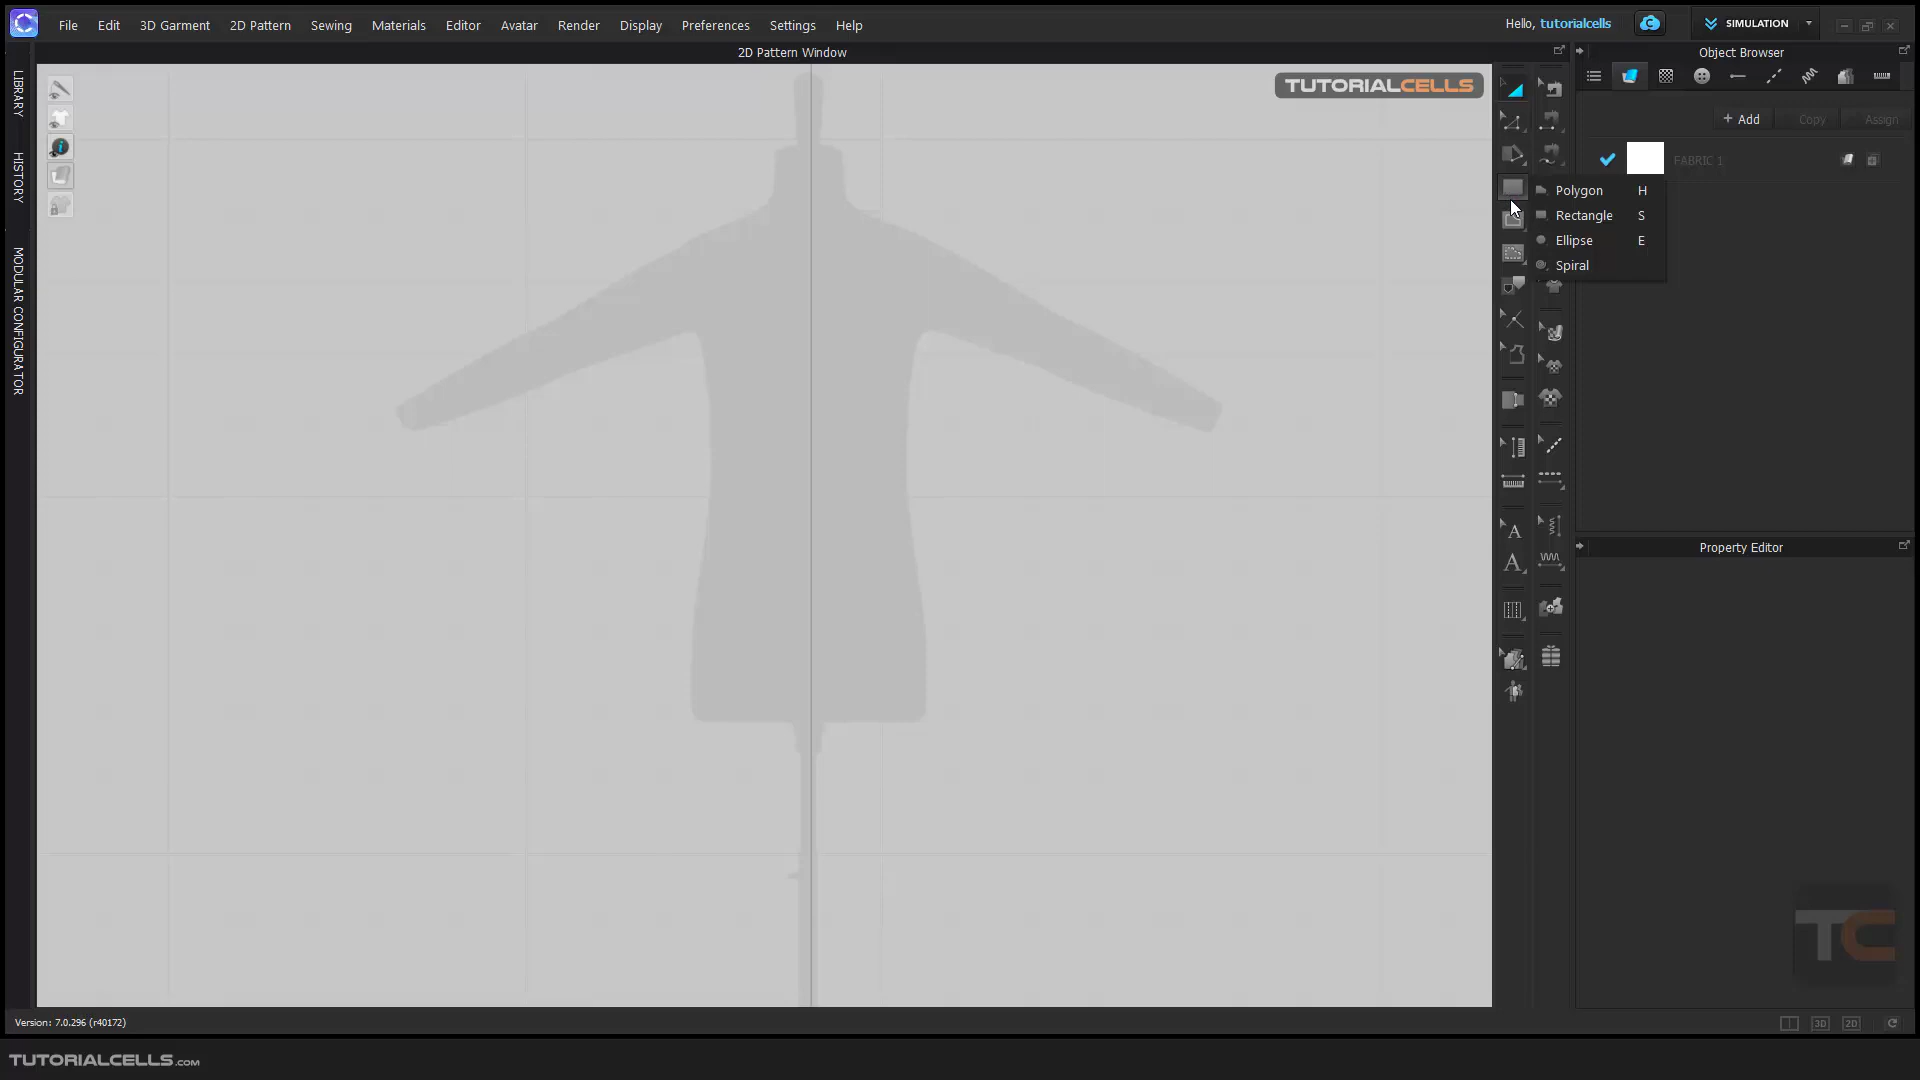 File Edit 3D Garment 2D Pattern Sewing Materials Editor Avatar Render Display Preferences Settings Help
Hello, tutorialcells
SIMULATION
2D Pattern Window
Object Browser
TUTORIALCELLS
LIBRARY
HISTORY
MODULAR CONFIGURATOR
+ Add Copy Assign
FABRIC 1
Polygon H
Rectangle S
Ellipse E
Spiral
A
A
Property Editor
TC
Version: 7.0.296 (r40172)
3D 2D
TUTORIALCELLS.COM